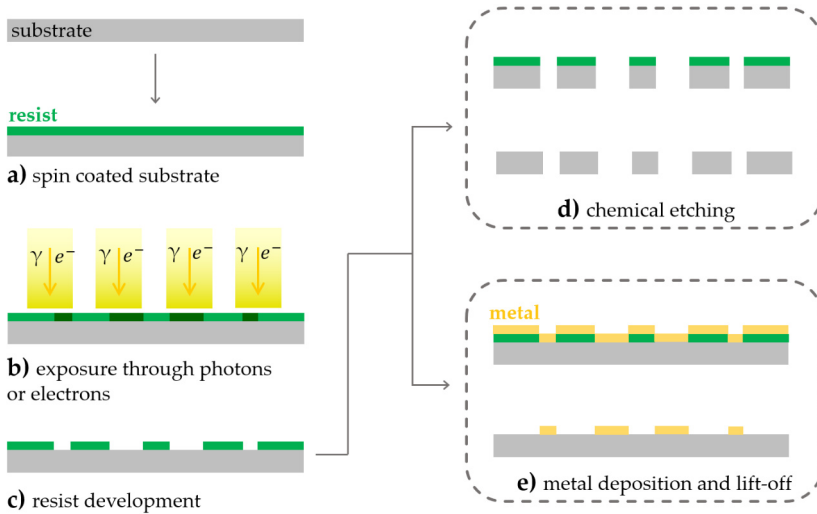 substrate
resist
a) spin coated substrate
γ e⁻ γ e⁻ γ e⁻ γ e⁻
b) exposure through photons
or electrons
c) resist development
d) chemical etching
metal
e) metal deposition and lift-off